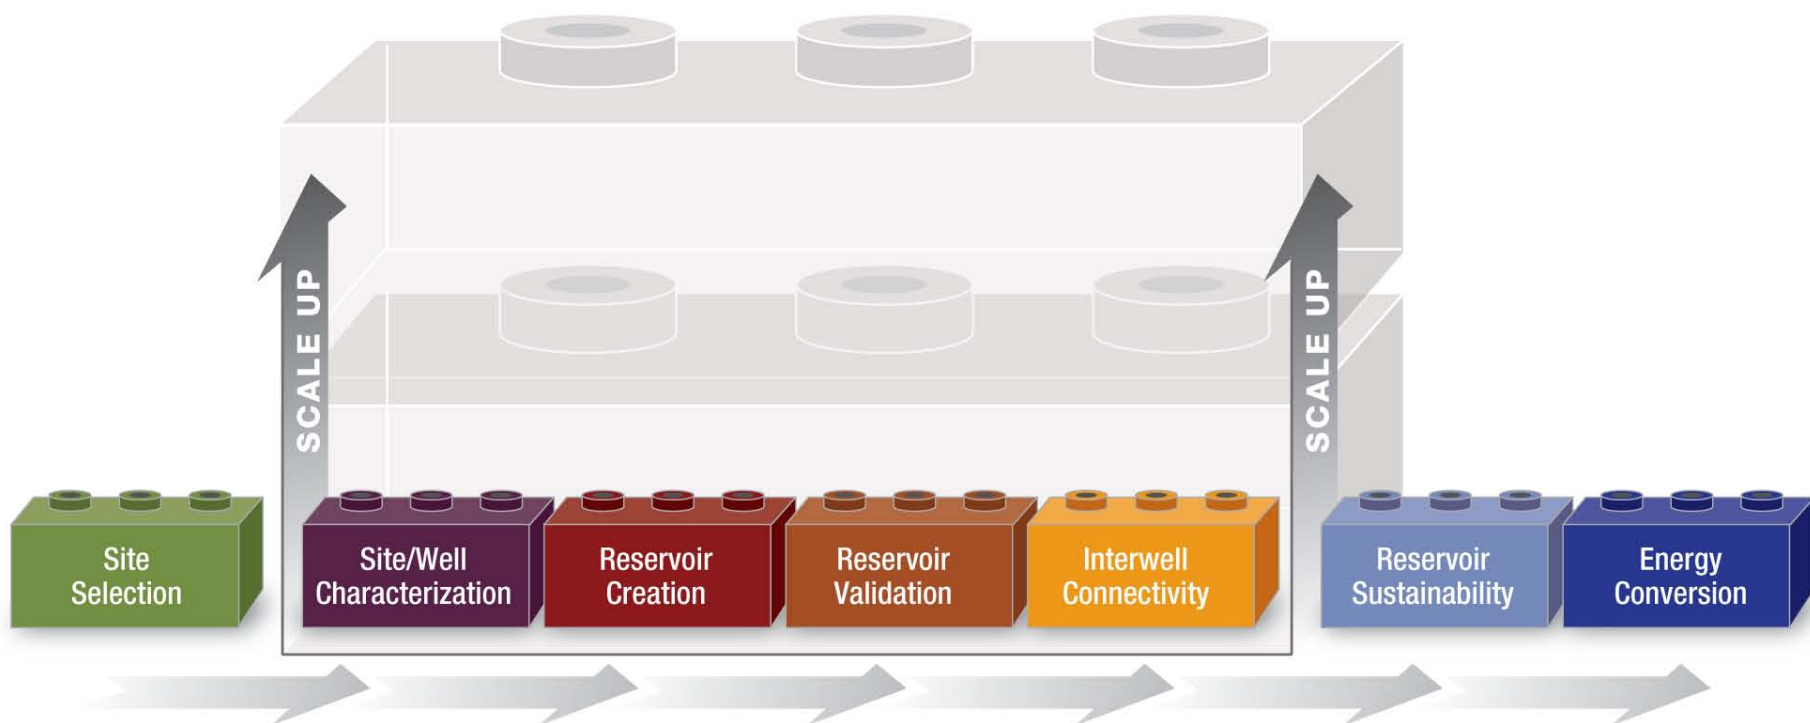 SCALE UP
SCALE UP
Site
Selection
Site/Well
Characterization
Reservoir
Creation
Reservoir
Validation
Interwell
Connectivity
Reservoir
Sustainability
Energy
Conversion